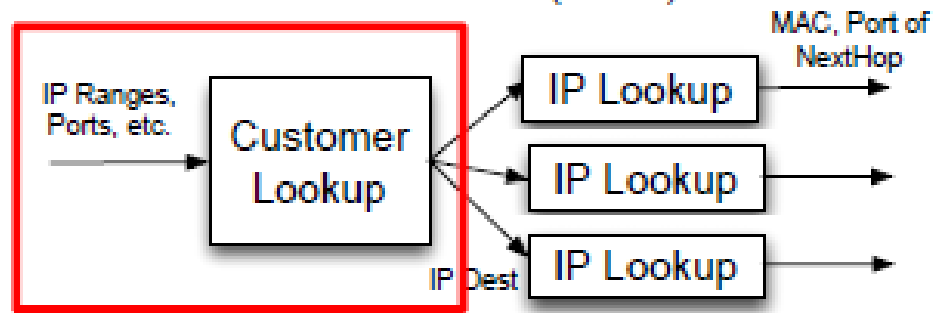 MAC, Port of
NextHop
IP Ranges,
Ports, etc.
Customer
Lookup
IP Lookup
IP Lookup
IP Lookup
IP Dest